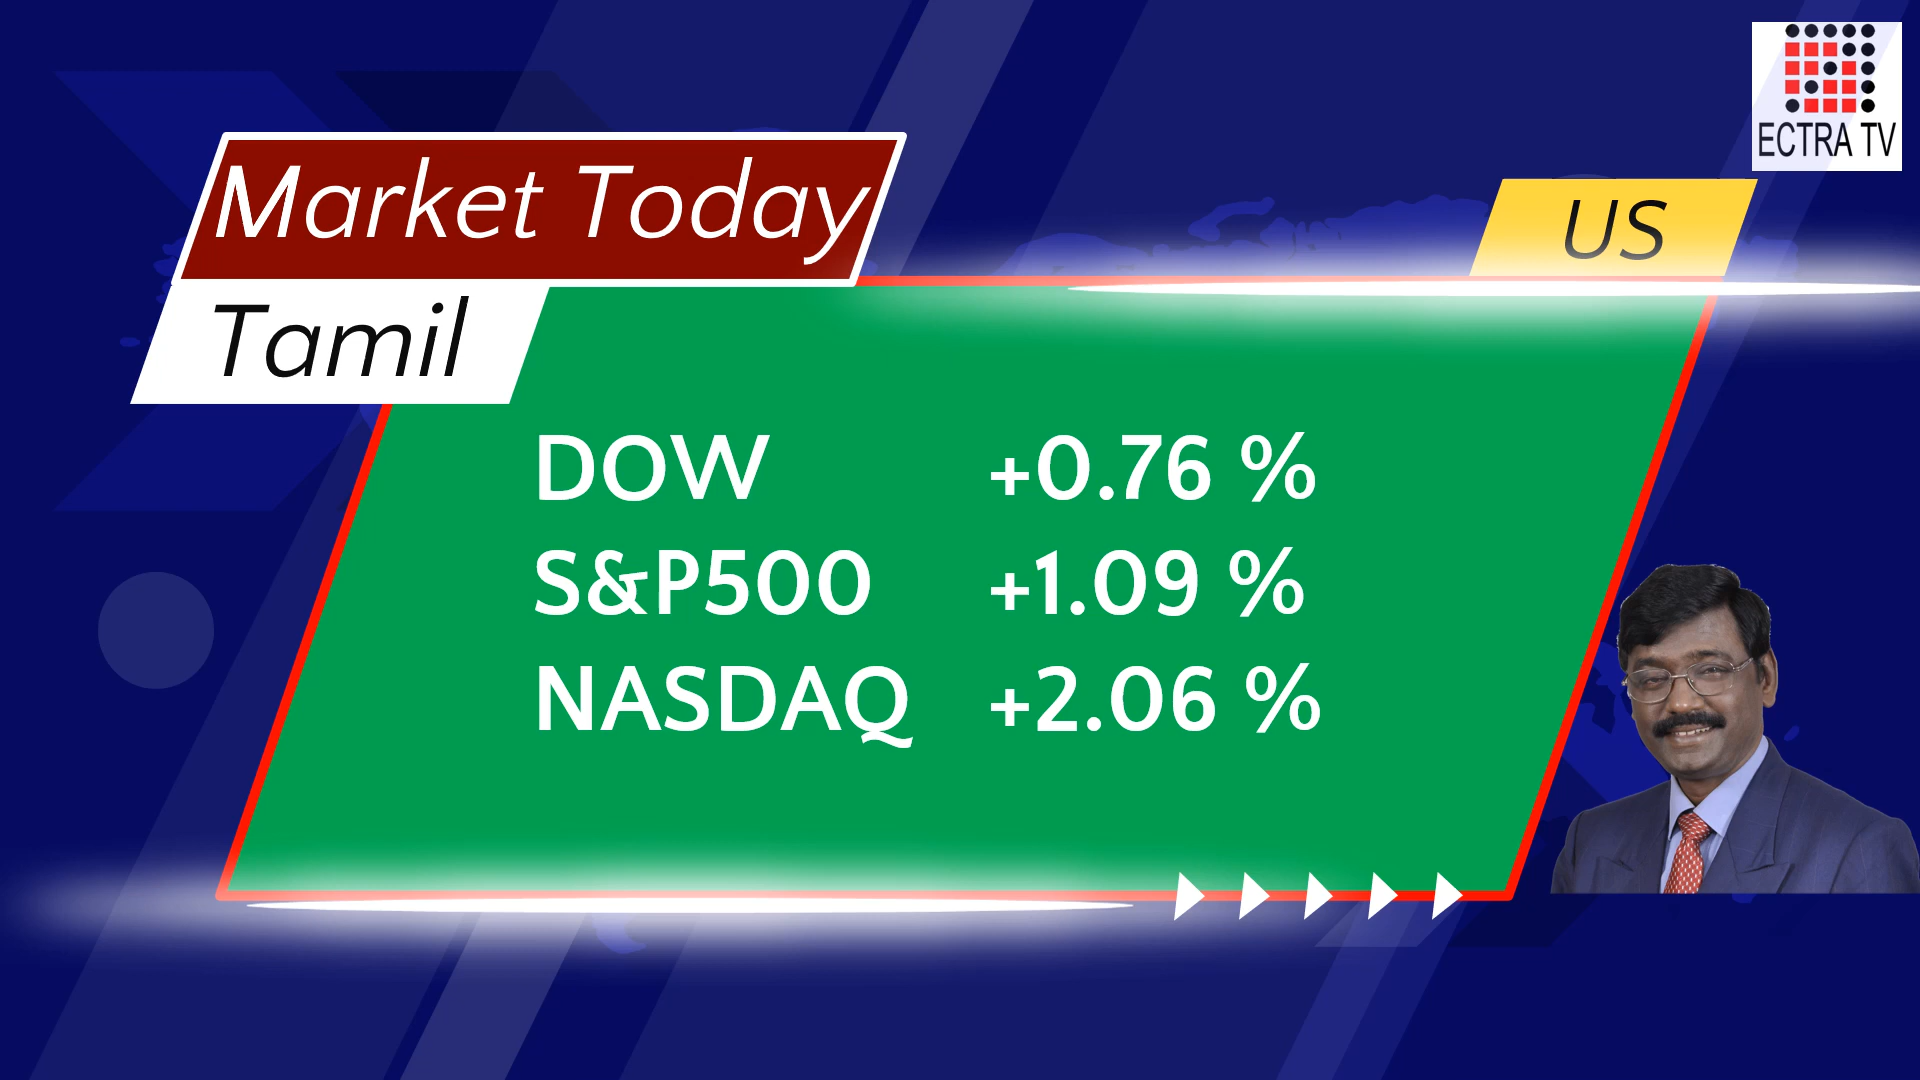 ECTRA TV
Market Today
US
Tamil
DOW +0.76 %
S&P500 +1.09 %
NASDAQ +2.06 %